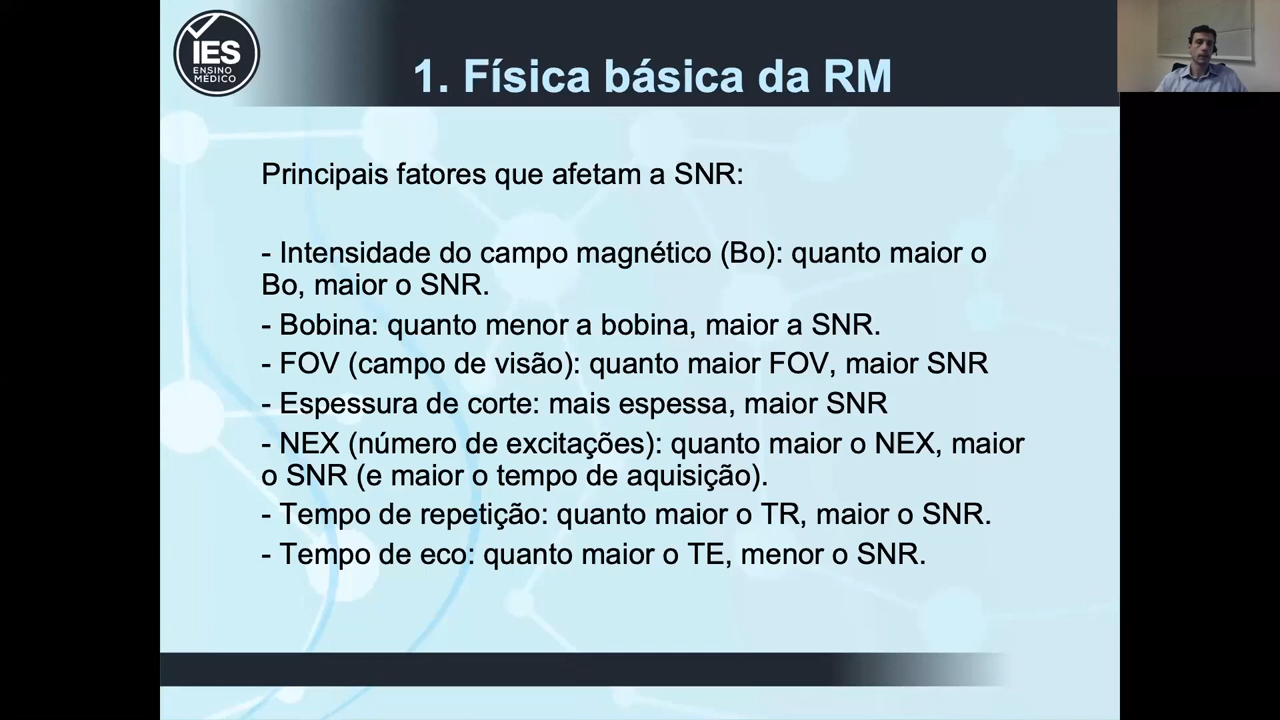 IES
ENSINO
MÉDICO
1. Física básica da RM
Principais fatores que afetam a SNR:
- Intensidade do campo magnético (Bo): quanto maior o
Bo, maior o SNR.
- Bobina: quanto menor a bobina, maior a SNR.
- FOV (campo de visão): quanto maior FOV, maior SNR
- Espessura de corte: mais espessa, maior SNR
- NEX (número de excitações): quanto maior o NEX, maior
o SNR (e maior o tempo de aquisição).
- Tempo de repetição: quanto maior o TR, maior o SNR.
- Tempo de eco: quanto maior o TE, menor o SNR.